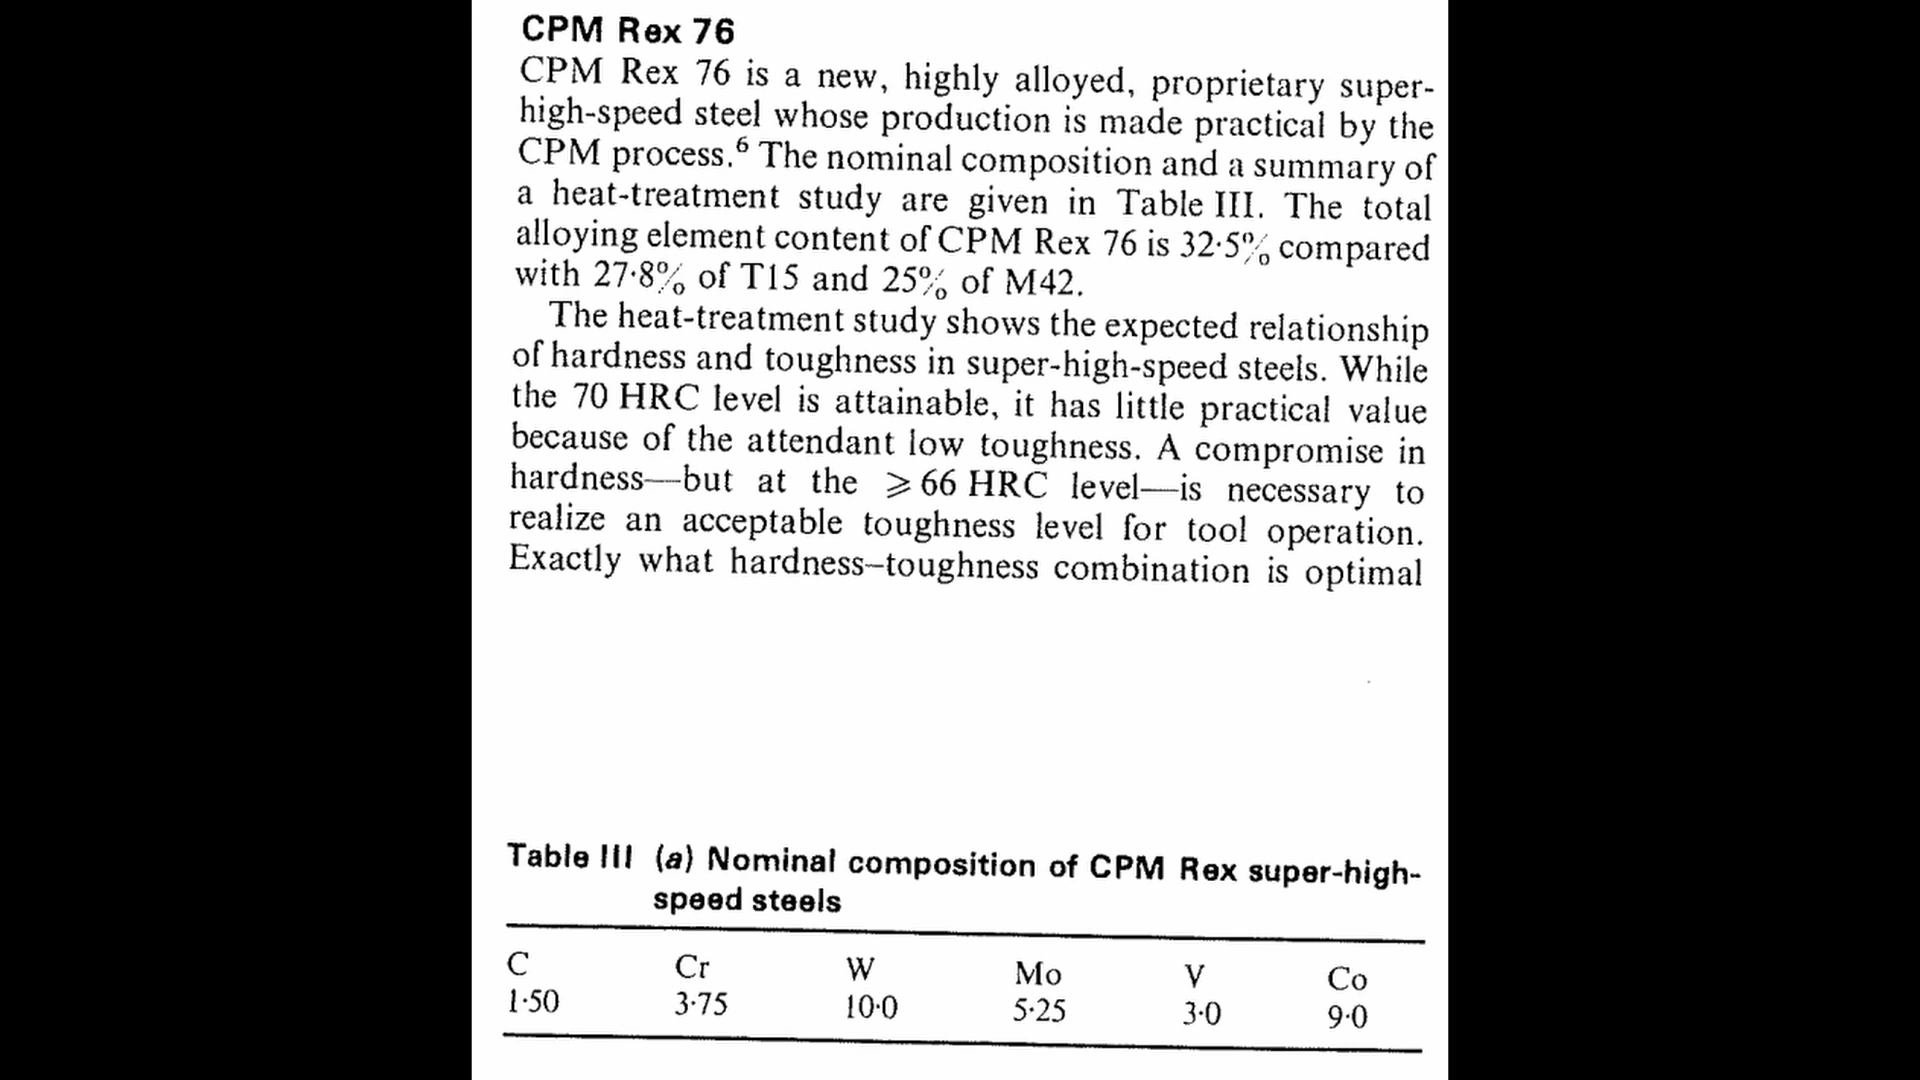 CPM Rex 76
CPM Rex 76 is a new, highly alloyed, proprietary super-
high-speed steel whose production is made practical by the
CPM process.⁶ The nominal composition and a summary of
a heat-treatment study are given in Table III. The total
alloying element content of CPM Rex 76 is 32·5% compared
with 27·8% of T15 and 25% of M42.
The heat-treatment study shows the expected relationship
of hardness and toughness in super-high-speed steels. While
the 70 HRC level is attainable, it has little practical value
because of the attendant low toughness. A compromise in
hardness—but at the ⩾66 HRC level—is necessary to
realize an acceptable toughness level for tool operation.
Exactly what hardness–toughness combination is optimal
Table III (a) Nominal composition of CPM Rex super-high-
speed steels
C Cr W Mo V Co
1·50 3·75 10·0 5·25 3·0 9·0